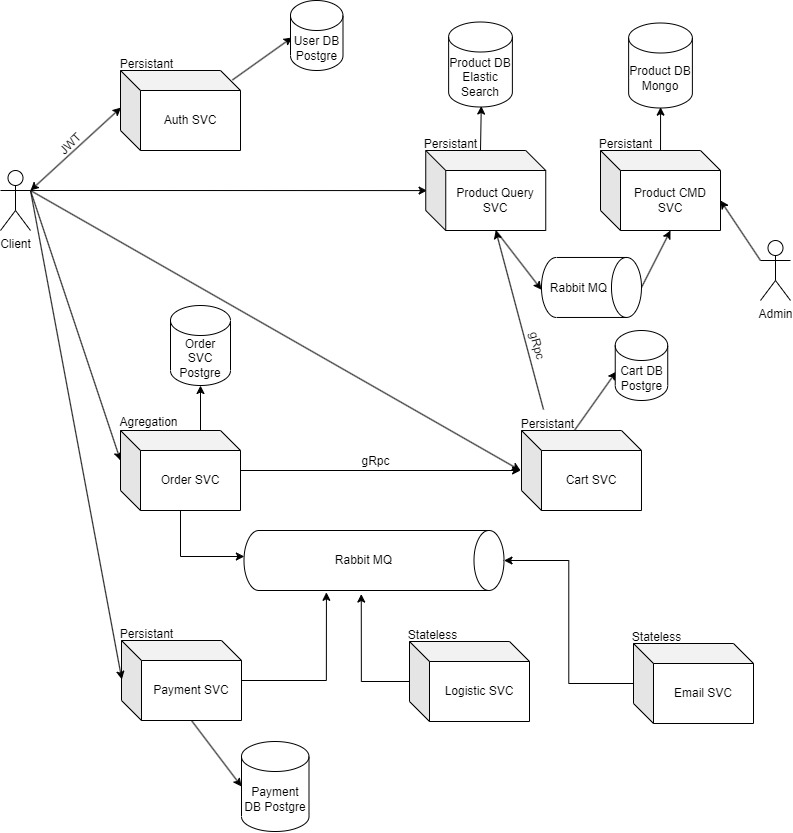 User DB
Postgre
Persistant
Auth SVC
JWT
Product DB
Elastic
Search
Product DB
Mongo
Persistant
Persistant
Product Query
SVC
Product CMD
SVC
Client
Rabbit MQ
Admin
Order
SVC
Postgre
gRpc
Cart DB
Postgre
Agregation
Persistant
Order SVC
gRpc
Cart SVC
Rabbit MQ
Persistant
Stateless
Stateless
Payment SVC
Logistic SVC
Email SVC
Payment
DB Postgre